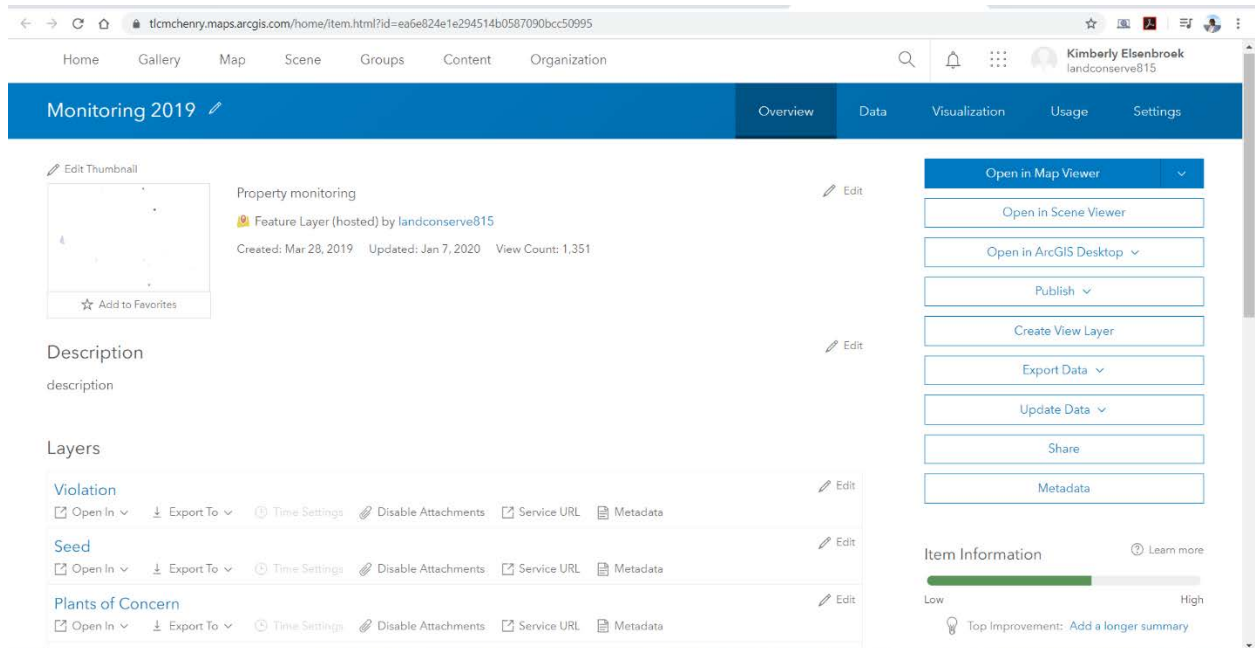 tlcmchenry.maps.arcgis.com/home/item.html?id=ea6e824e1e294514b0587090bcc50995
Home Gallery Map Scene Groups Content Organization
Kimberly Elsenbroek
landconserve815
Monitoring 2019
Overview Data Visualization Usage Settings
Edit Thumbnail
Add to Favorites
Property monitoring
Edit
Feature Layer (hosted) by landconserve815
Created: Mar 28, 2019 Updated: Jan 7, 2020 View Count: 1,351
Description
Edit
description
Layers
Violation
Edit
Open In Export To Time Settings Disable Attachments Service URL Metadata
Seed
Edit
Open In Export To Time Settings Disable Attachments Service URL Metadata
Plants of Concern
Edit
Open In Export To Time Settings Disable Attachments Service URL Metadata
Open in Map Viewer
Open in Scene Viewer
Open in ArcGIS Desktop
Publish
Create View Layer
Export Data
Update Data
Share
Metadata
Item Information
Learn more
Low High
Top Improvement: Add a longer summary